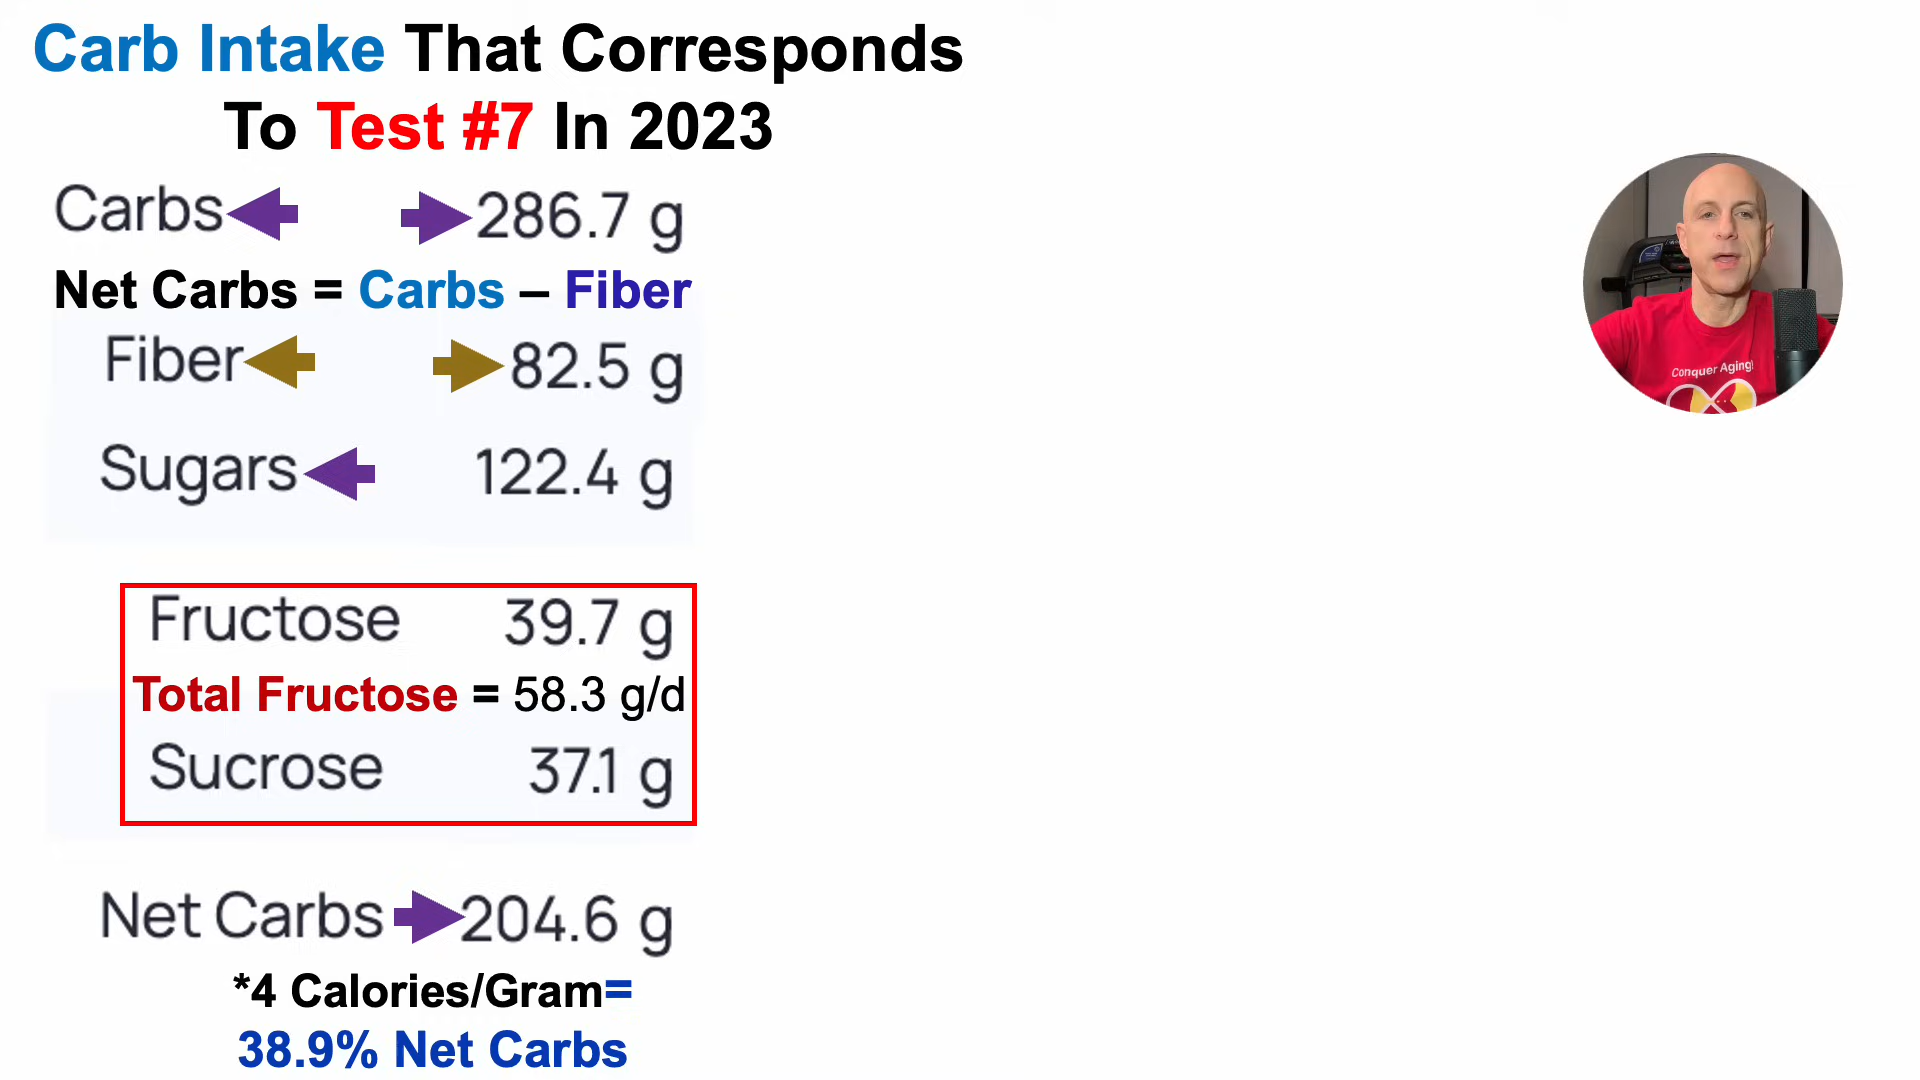 Carb Intake That Corresponds
To Test #7 In 2023
Carbs 286.7 g
Net Carbs = Carbs – Fiber
Fiber 82.5 g
Sugars 122.4 g
Fructose 39.7 g
Total Fructose = 58.3 g/d
Sucrose 37.1 g
Net Carbs 204.6 g
*4 Calories/Gram=
38.9% Net Carbs
Conquer Aging!